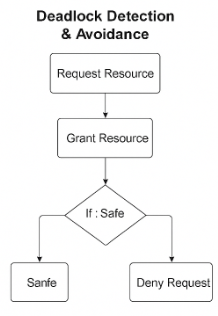 Deadlock Detection
& Avoidance
Request Resource
Grant Resource
If : Safe
Sanfe
Deny Request